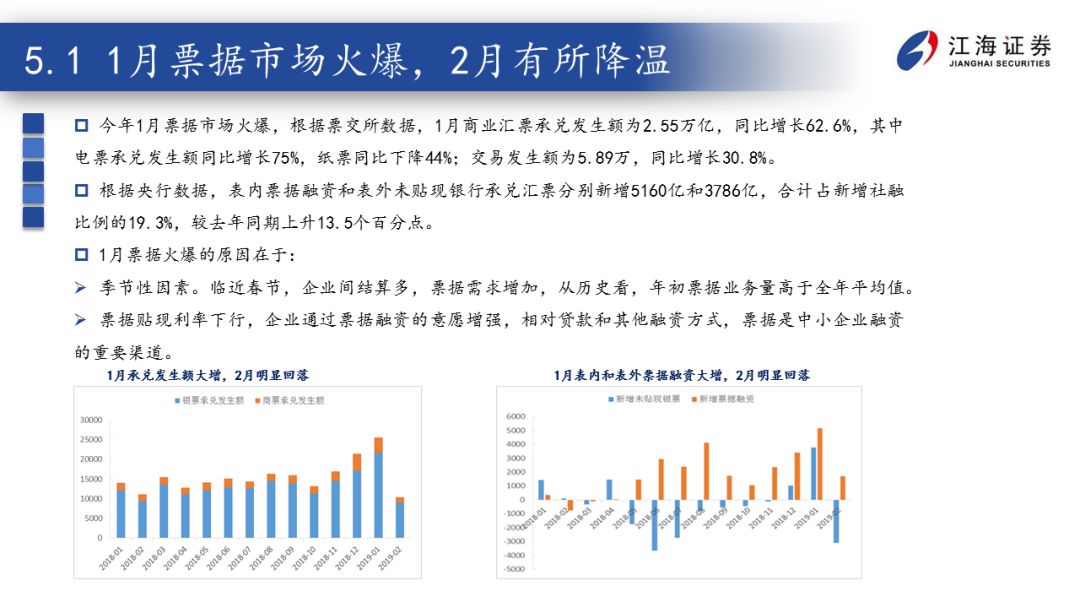 5.1 1月票据市场火爆，2月有所降温
江海证券
JIANGHAI SECURITIES
今年1月票据市场火爆，根据票交所数据，1月商业汇票承兑发生额为2.55万亿，同比增长62.6%，其中
电票承兑发生额同比增长75%，纸票同比下降44%；交易发生额为5.89万，同比增长30.8%。
根据央行数据，表内票据融资和表外未贴现银行承兑汇票分别新增5160亿和3786亿，合计占新增社融
比例的19.3%，较去年同期上升13.5个百分点。
1月票据火爆的原因在于：
季节性因素。临近春节，企业间结算多，票据需求增加，从历史看，年初票据业务量高于全年平均值。
票据贴现利率下行，企业通过票据融资的意愿增强，相对贷款和其他融资方式，票据是中小企业融资
的重要渠道。
1月承兑发生额大增，2月明显回落
银票承兑发生额 商票承兑发生额
30000
25000
20000
15000
10000
5000
0
2018-01 2018-02 2018-03 2018-04 2018-05 2018-06 2018-07 2018-08 2018-09 2018-10 2018-11 2018-12 2019-01 2019-02
1月表内和表外票据融资大增，2月明显回落
新增未贴现银票 新增票据融资
6000
5000
4000
3000
2000
1000
0
-1000
-2000
-3000
-4000
-5000
2018-01 2018-02 2018-03 2018-04 2018-05 2018-06 2018-07 2018-08 2018-09 2018-10 2018-11 2018-12 2019-01 2019-02